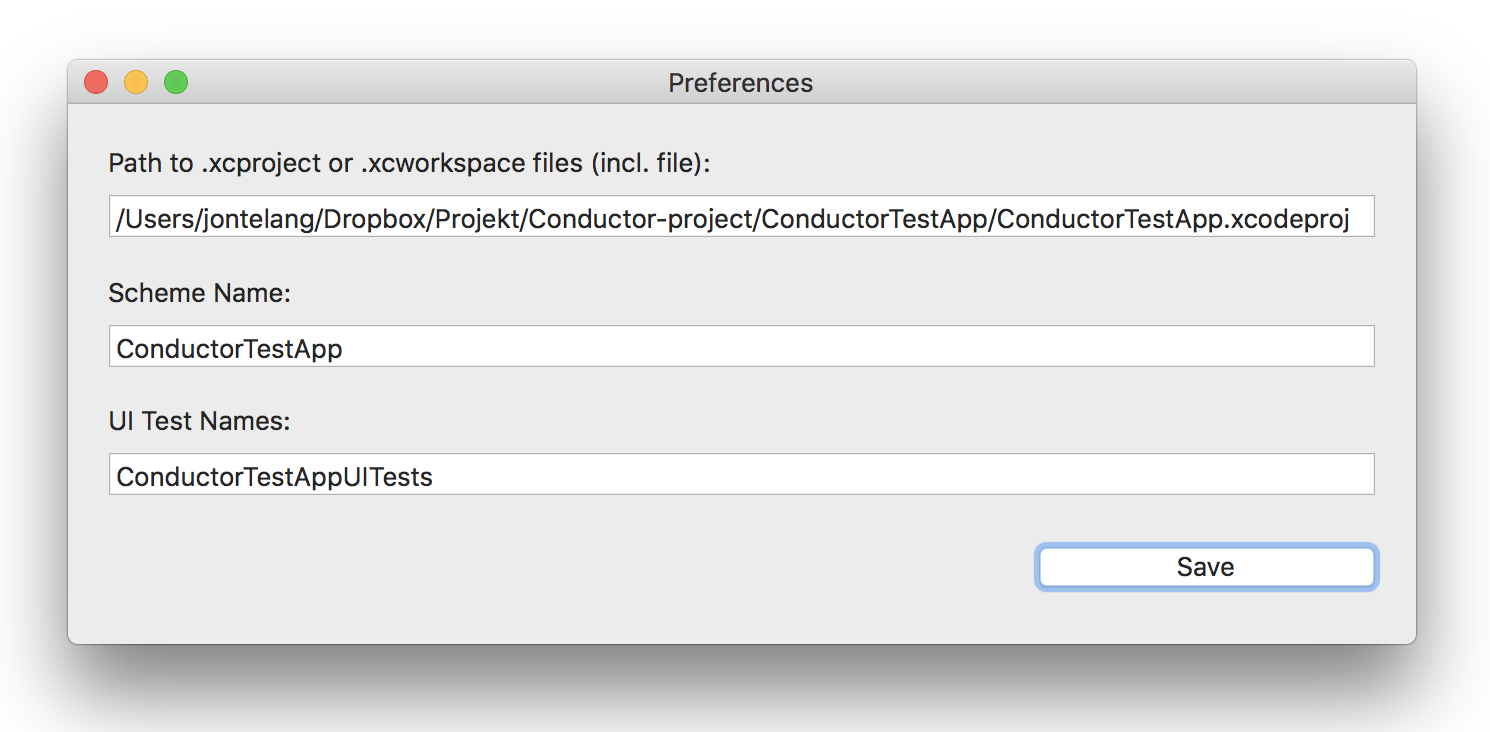 Preferences
Path to .xcproject or .xcworkspace files (incl. file):
/Users/jontelang/Dropbox/Projekt/Conductor-project/ConductorTestApp/ConductorTestApp.xcodeproj
Scheme Name:
ConductorTestApp
UI Test Names:
ConductorTestAppUITests
Save